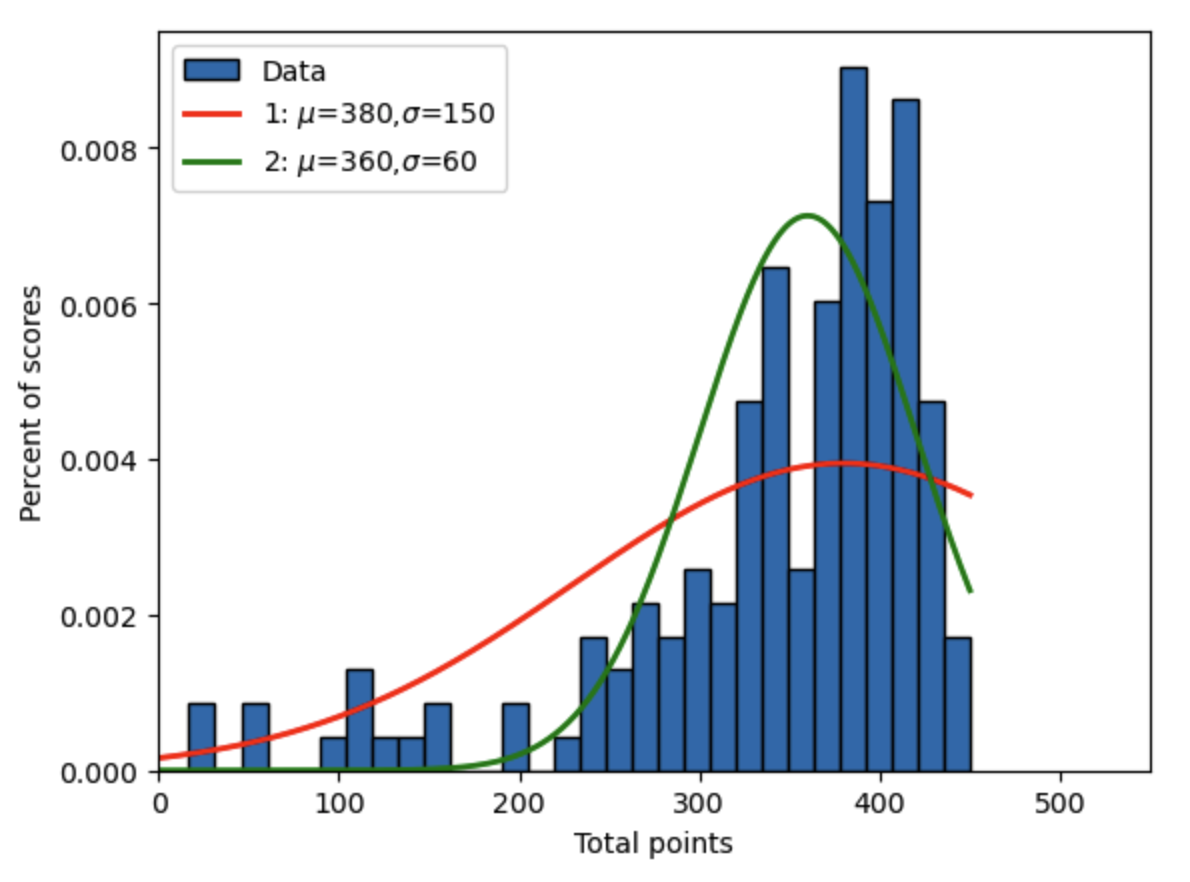 Data
1: μ=380,σ=150
2: μ=360,σ=60
Percent of scores
0.008
0.006
0.004
0.002
0.000
0 100 200 300 400 500
Total points